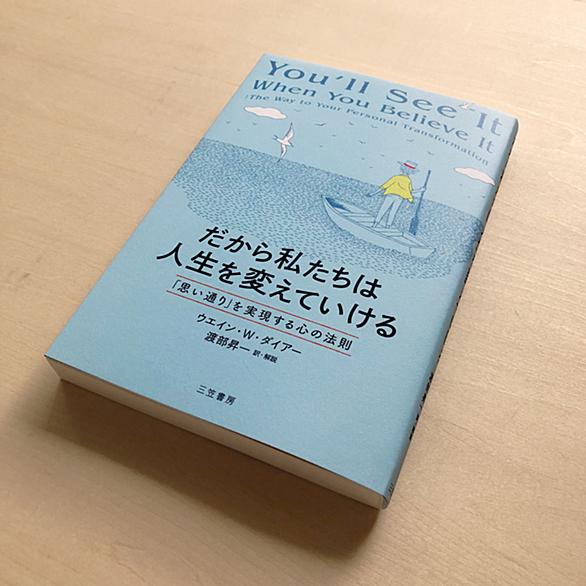 You'll See It
When You Believe It
The Way to Your Personal Transformation
だから私たちは
人生を変えていける
「思い通り」を実現する心の法則
ウエイン・W・ダイアー
渡部昇一 訳・解説
三笠書房